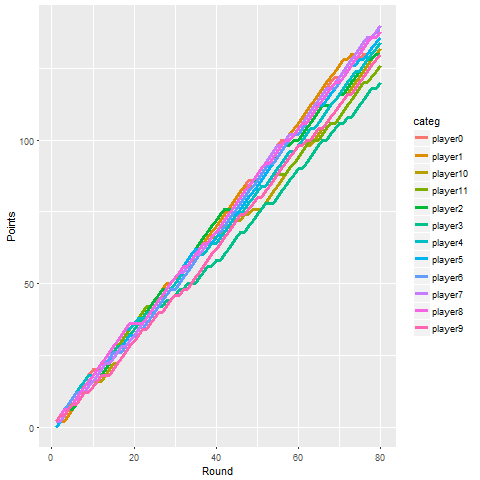 Points
100
50
0
0
20
40
60
80
Round
categ
player0
player1
player10
player11
player2
player3
player4
player5
player6
player7
player8
player9